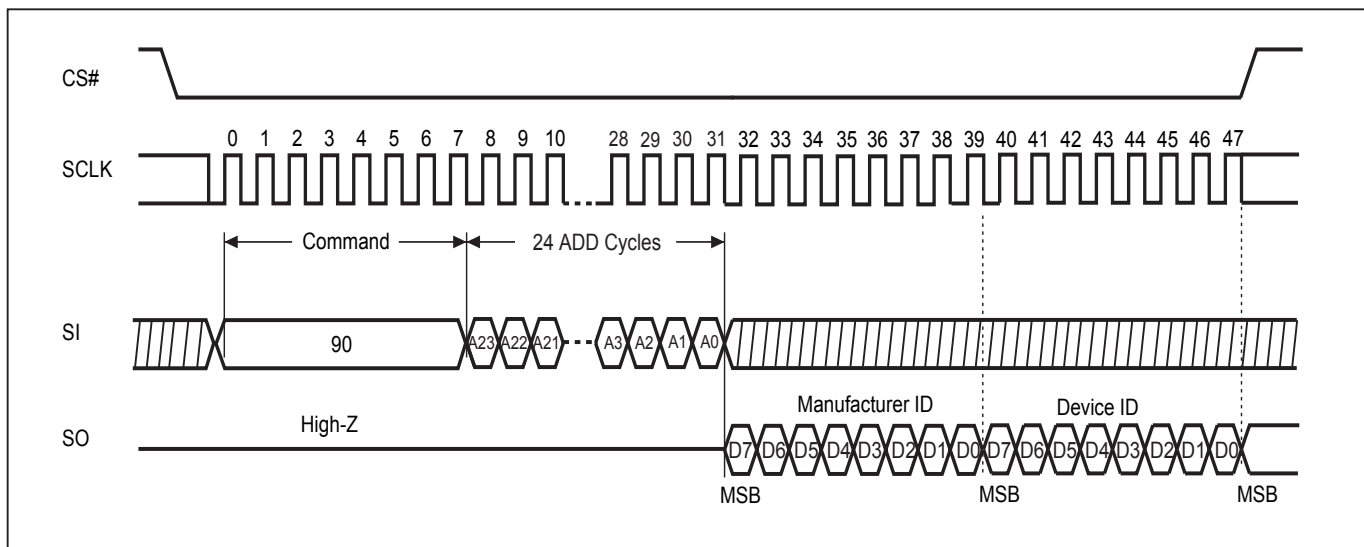 CS#
0 1 2 3 4 5 6 7 8 9 10 28 29 30 31 32 33 34 35 36 37 38 39 40 41 42 43 44 45 46 47
SCLK
Command 24 ADD Cycles
SI 90 A23 A22 A21 A3 A2 A1 A0
Manufacturer ID Device ID
High-Z
SO D7 D6 D5 D4 D3 D2 D1 D0 D7 D6 D5 D4 D3 D2 D1 D0
MSB MSB MSB